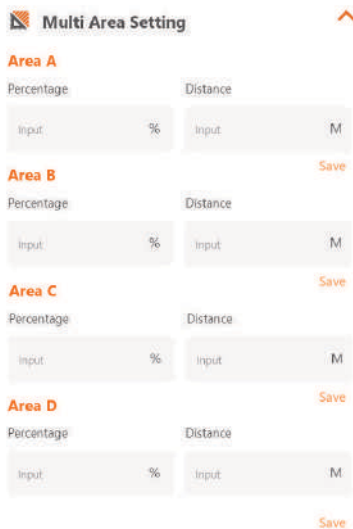 Multi Area Setting
Area A
Percentage Distance
Input % Input M
Save
Area B
Percentage Distance
Input % Input M
Save
Area C
Percentage Distance
Input % Input M
Save
Area D
Percentage Distance
Input % Input M
Save